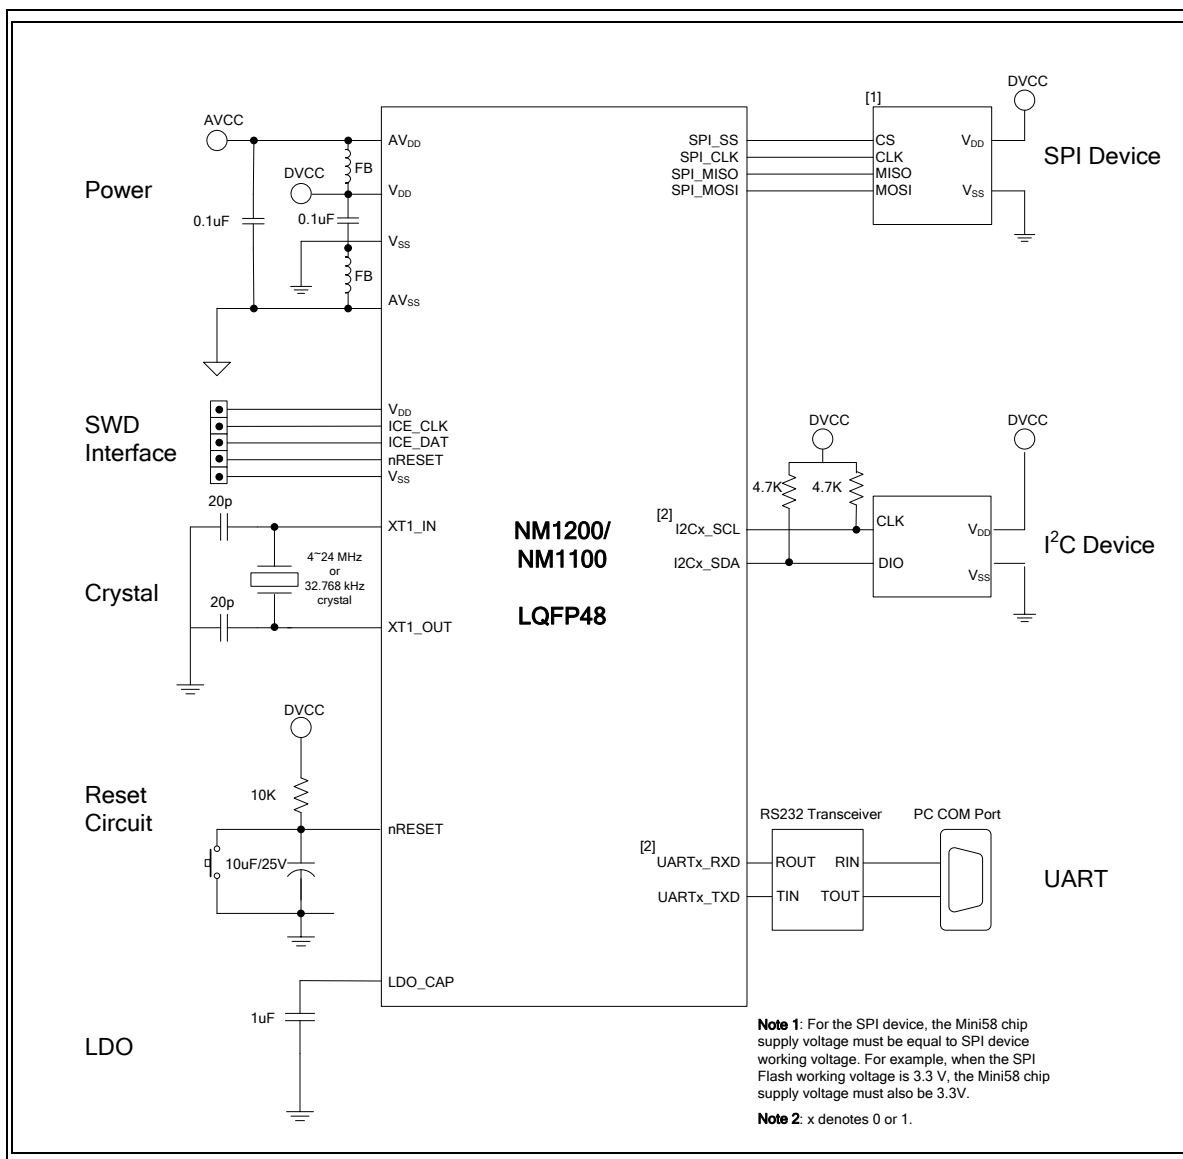 Power
AVCC
DVCC
0.1uF
0.1uF
FB
FB
AVDD
VDD
VSS
AVSS
SWD
Interface
VDD
ICE_CLK
ICE_DAT
nRESET
VSS
Crystal
20p
20p
4~24 MHz
or
32.768 kHz
crystal
XT1_IN
XT1_OUT
Reset
Circuit
DVCC
10K
10uF/25V
nRESET
LDO
1uF
LDO_CAP
NM1200/
NM1100
LQFP48
SPI_SS
SPI_CLK
SPI_MISO
SPI_MOSI
[1]
CS
CLK
MISO
MOSI
VDD
VSS
DVCC
SPI Device
DVCC
DVCC
4.7K
4.7K
[2]
I2Cx_SCL
I2Cx_SDA
CLK
DIO
VDD
VSS
I2C Device
RS232 Transceiver
PC COM Port
[2]
UARTx_RXD
UARTx_TXD
ROUT
RIN
TIN
TOUT
UART
Note 1: For the SPI device, the Mini58 chip
supply voltage must be equal to SPI device
working voltage. For example, when the SPI
Flash working voltage is 3.3 V, the Mini58 chip
supply voltage must also be 3.3V.
Note 2: x denotes 0 or 1.